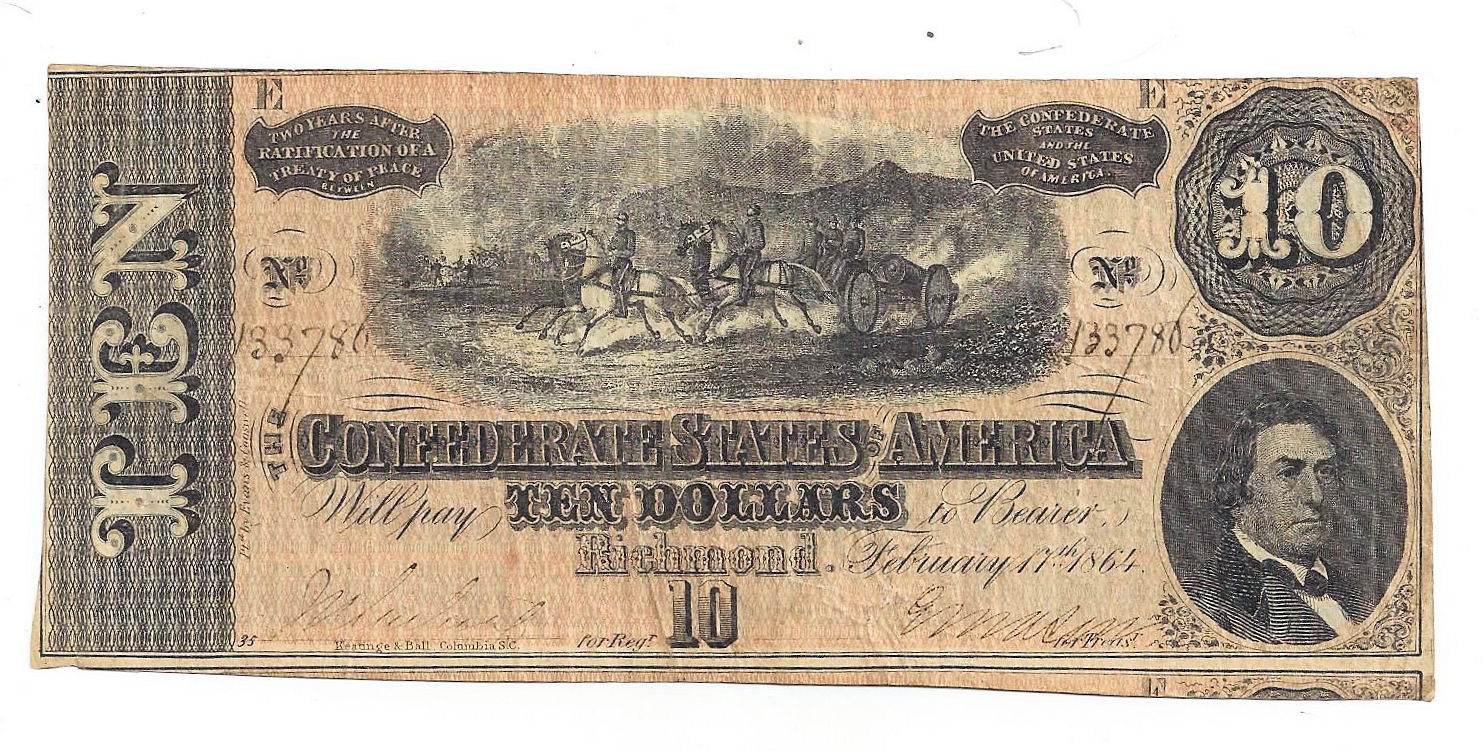 E
E
TWO YEARS AFTER
THE
RATIFICATION OF A
TREATY OF PEACE
BETWEEN
THE CONFEDERATE
STATES
AND THE
UNITED STATES
OF AMERICA.
10
TEN
No
No
133786
133786
THE CONFEDERATE STATES OF AMERICA
Will pay TEN DOLLARS to Bearer.
Richmond. February 17th 1864.
10
35
Keatinge & Ball, Columbia S.C.
for Regr.
for Treasr.